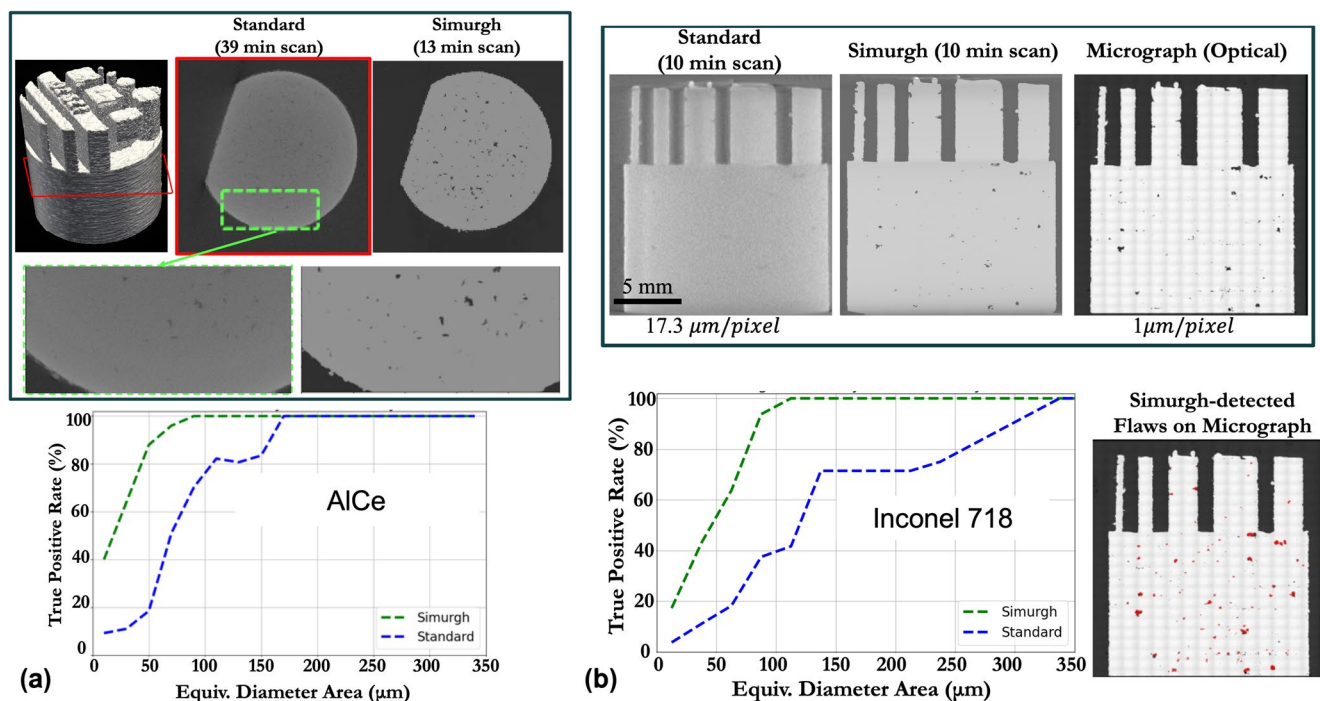 Standard
(39 min scan)
Simurgh
(13 min scan)
True Positive Rate (%)
100
80
60
40
20
0
AlCe
Simurgh
Standard
0
50
100
150
200
250
300
350
Equiv. Diameter Area (μm)
(a)
Standard
(10 min scan)
Simurgh (10 min scan)
Micrograph (Optical)
5 mm
17.3 μm/pixel
1μm/pixel
True Positive Rate (%)
100
80
60
40
20
0
Inconel 718
Simurgh
Standard
0
50
100
150
200
250
300
350
Equiv. Diameter Area (μm)
(b)
Simurgh-detected
Flaws on Micrograph